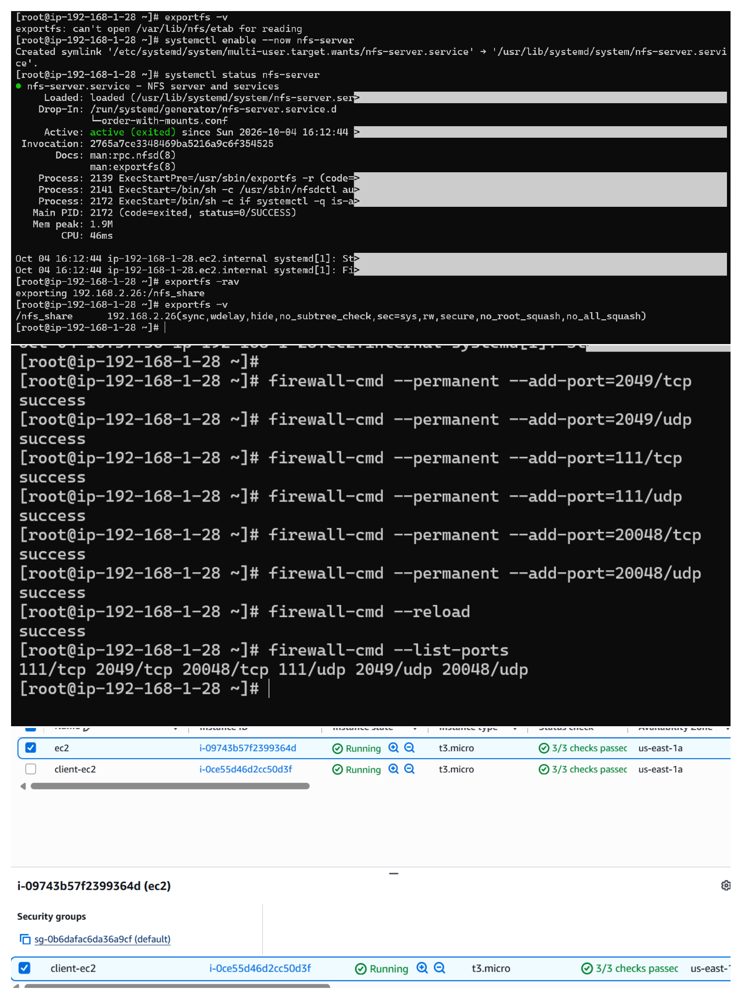 [root@ip-192-168-1-28 ~]# exportfs -v
exportfs: can't open /var/lib/nfs/etab for reading
[root@ip-192-168-1-28 ~]# systemctl enable --now nfs-server
Created symlink '/etc/systemd/system/multi-user.target.wants/nfs-server.service' → '/usr/lib/systemd/system/nfs-server.servi
ce'.
[root@ip-192-168-1-28 ~]# systemctl status nfs-server
● nfs-server.service - NFS server and services
Loaded: loaded (/usr/lib/systemd/system/nfs-server.ser>
Drop-In: /run/systemd/generator/nfs-server.service.d
└─order-with-mounts.conf
Active: active (exited) since Sun 2026-10-04 16:12:44 >
Invocation: 2765a7ce3348469ba5216a9c6f354525
Docs: man:rpc.nfsd(8)
man:exportfs(8)
Process: 2139 ExecStartPre=/usr/sbin/exportfs -r (code=>
Process: 2141 ExecStart=/bin/sh -c /usr/sbin/nfsdctl au>
Process: 2172 ExecStart=/bin/sh -c if systemctl -q is-a>
Main PID: 2172 (code=exited, status=0/SUCCESS)
Mem peak: 1.9M
CPU: 46ms
Oct 04 16:12:44 ip-192-168-1-28.ec2.internal systemd[1]: St>
Oct 04 16:12:44 ip-192-168-1-28.ec2.internal systemd[1]: Fi>
[root@ip-192-168-1-28 ~]# exportfs -rav
exporting 192.168.2.26:/nfs_share
[root@ip-192-168-1-28 ~]# exportfs -v
/nfs_share 192.168.2.26(sync,wdelay,hide,no_subtree_check,sec=sys,rw,secure,no_root_squash,no_all_squash)
[root@ip-192-168-1-28 ~]#
[root@ip-192-168-1-28 ~]#
[root@ip-192-168-1-28 ~]# firewall-cmd --permanent --add-port=2049/tcp
success
[root@ip-192-168-1-28 ~]# firewall-cmd --permanent --add-port=2049/udp
success
[root@ip-192-168-1-28 ~]# firewall-cmd --permanent --add-port=111/tcp
success
[root@ip-192-168-1-28 ~]# firewall-cmd --permanent --add-port=111/udp
success
[root@ip-192-168-1-28 ~]# firewall-cmd --permanent --add-port=20048/tcp
success
[root@ip-192-168-1-28 ~]# firewall-cmd --permanent --add-port=20048/udp
success
[root@ip-192-168-1-28 ~]# firewall-cmd --reload
success
[root@ip-192-168-1-28 ~]# firewall-cmd --list-ports
111/tcp 2049/tcp 20048/tcp 111/udp 2049/udp 20048/udp
[root@ip-192-168-1-28 ~]#
Name Instance ID Instance state Instance type Status check Availability Zone
ec2 i-09743b57f2399364d Running t3.micro 3/3 checks passec us-east-1a
client-ec2 i-0ce55d46d2cc50d3f Running t3.micro 3/3 checks passec us-east-1a
i-09743b57f2399364d (ec2)
Security groups
sg-0b6dafac6da36a9cf (default)
client-ec2 i-0ce55d46d2cc50d3f Running t3.micro 3/3 checks passec us-east-1